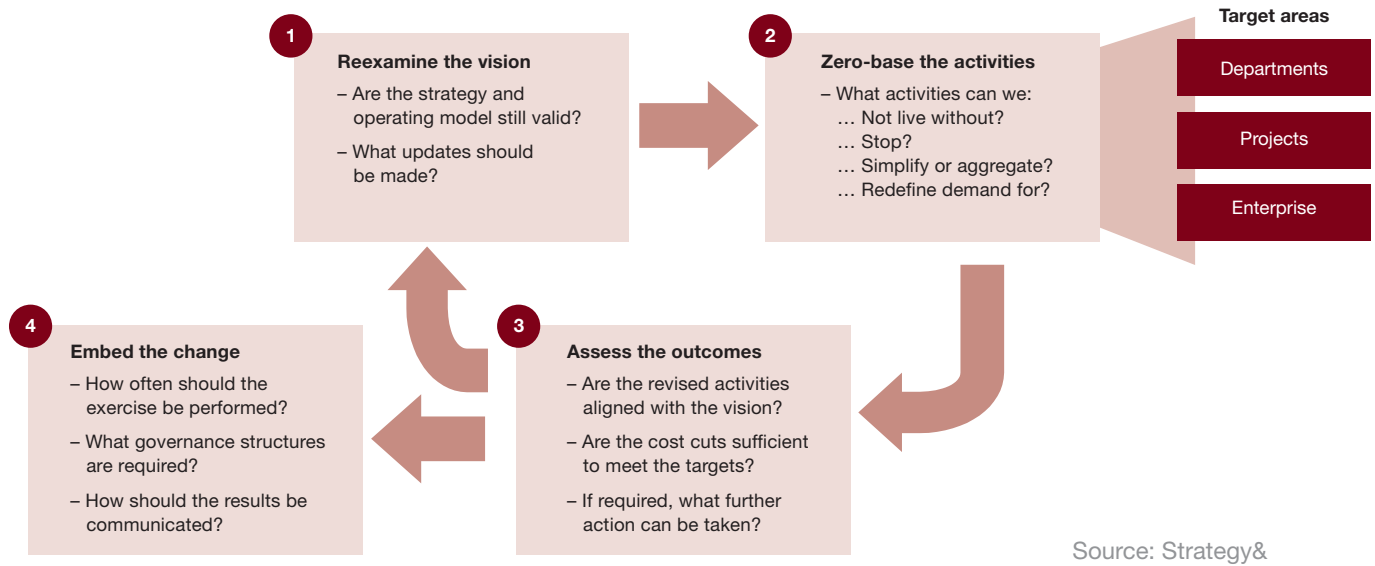 1
Reexamine the vision
– Are the strategy and
operating model still valid?
– What updates should
be made?
2
Zero-base the activities
– What activities can we:
… Not live without?
… Stop?
… Simplify or aggregate?
… Redefine demand for?
Target areas
Departments
Projects
Enterprise
3
Assess the outcomes
– Are the revised activities
aligned with the vision?
– Are the cost cuts sufficient
to meet the targets?
– If required, what further
action can be taken?
4
Embed the change
– How often should the
exercise be performed?
– What governance structures
are required?
– How should the results be
communicated?
Source: Strategy&